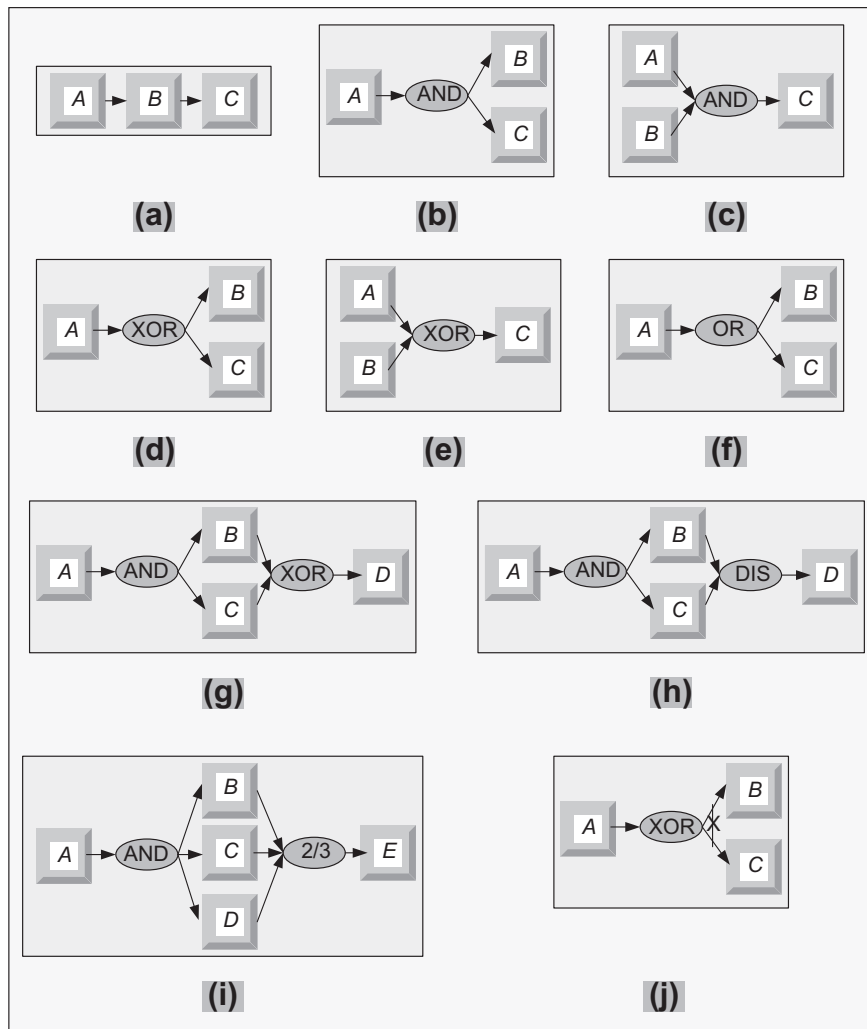 A B C
A AND B C
A B AND C
(a) (b) (c)
A XOR B C
A B XOR C
A OR B C
(d) (e) (f)
A AND B C XOR D
A AND B C DIS D
(g) (h)
A AND B C D 2/3 E
A XOR X B C
(i) (j)